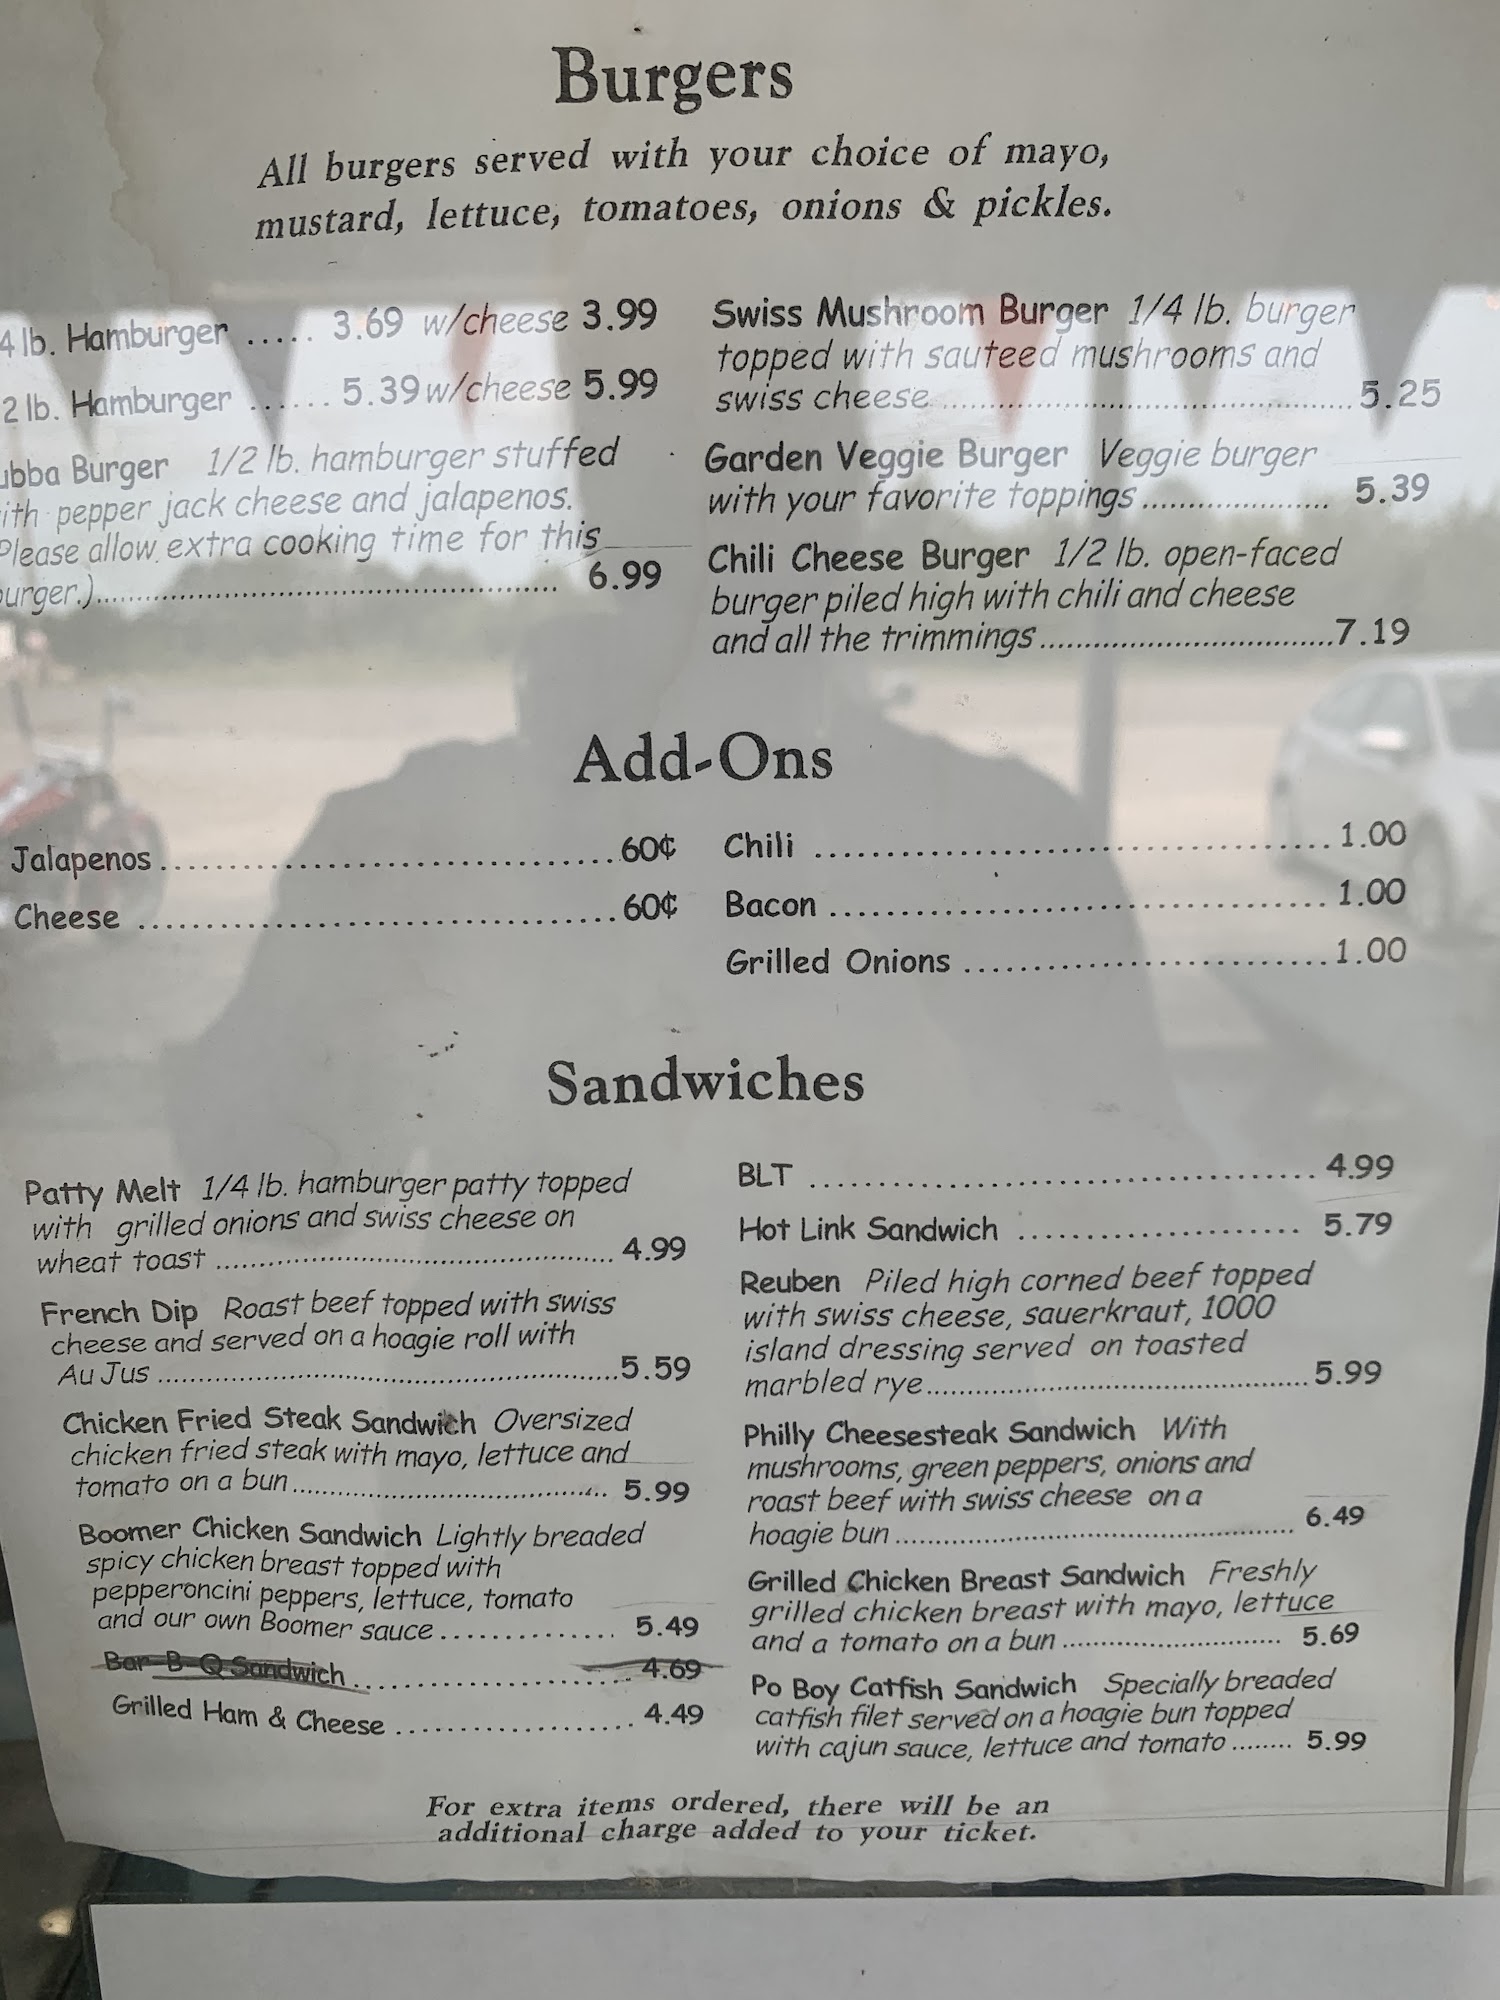 Burgers
All burgers served with your choice of mayo,
mustard, lettuce, tomatoes, onions & pickles.
4 lb. Hamburger ..... 3.69 w/cheese 3.99
2 lb. Hamburger ...... 5.39 w/cheese 5.99
ubba Burger 1/2 lb. hamburger stuffed
ith pepper jack cheese and jalapenos.
Please allow extra cooking time for this
urger.)............................................................ 6.99
Swiss Mushroom Burger 1/4 lb. burger
topped with sauteed mushrooms and
swiss cheese......................................................5.25
Garden Veggie Burger Veggie burger
with your favorite toppings........................ 5.39
Chili Cheese Burger 1/2 lb. open-faced
burger piled high with chili and cheese
and all the trimmings.......................................7.19
Add-Ons
Jalapenos....................................60¢
Cheese ......................................60¢
Chili .........................................1.00
Bacon ........................................1.00
Grilled Onions .............................1.00
Sandwiches
Patty Melt 1/4 lb. hamburger patty topped
with grilled onions and swiss cheese on
wheat toast ...................................................... 4.99
French Dip Roast beef topped with swiss
cheese and served on a hoagie roll with
Au Jus ................................................................5.59
Chicken Fried Steak Sandwich Oversized
chicken fried steak with mayo, lettuce and
tomato on a bun............................................ 5.99
Boomer Chicken Sandwich Lightly breaded
spicy chicken breast topped with
pepperoncini peppers, lettuce, tomato
and our own Boomer sauce ............... 5.49
Bar-B-Q Sandwich......................... 4.69
Grilled Ham & Cheese ..................... 4.49
BLT ..........................................4.99
Hot Link Sandwich ....................... 5.79
Reuben Piled high corned beef topped
with swiss cheese, sauerkraut, 1000
island dressing served on toasted
marbled rye.....................................................5.99
Philly Cheesesteak Sandwich With
mushrooms, green peppers, onions and
roast beef with swiss cheese on a
hoagie bun ........................................................ 6.49
Grilled Chicken Breast Sandwich Freshly
grilled chicken breast with mayo, lettuce
and a tomato on a bun ............................... 5.69
Po Boy Catfish Sandwich Specially breaded
catfish filet served on a hoagie bun topped
with cajun sauce, lettuce and tomato ........ 5.99
For extra items ordered, there will be an
additional charge added to your ticket.